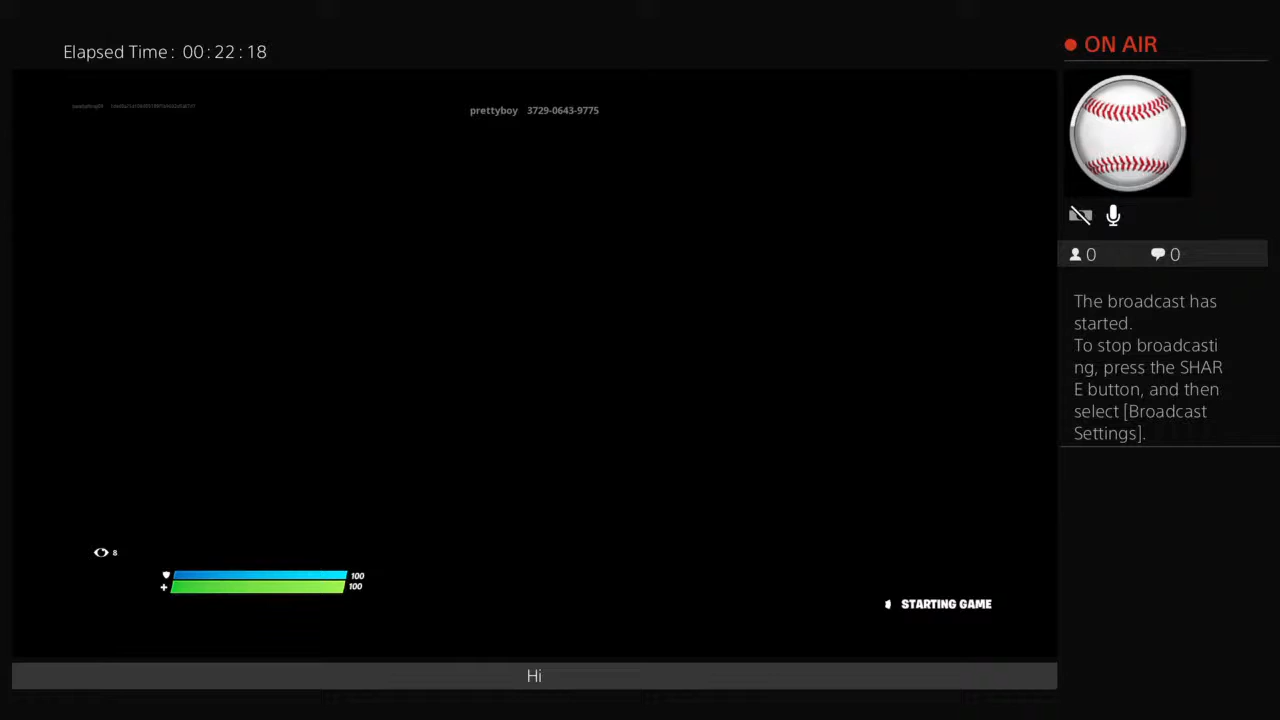 Elapsed Time: 00:22:18
ON AIR
prettyboy 3729-0643-9775
0 0
The broadcast has
started.
To stop broadcasti
ng, press the SHAR
E button, and then
select [Broadcast
Settings].
8
100
100
STARTING GAME
Hi